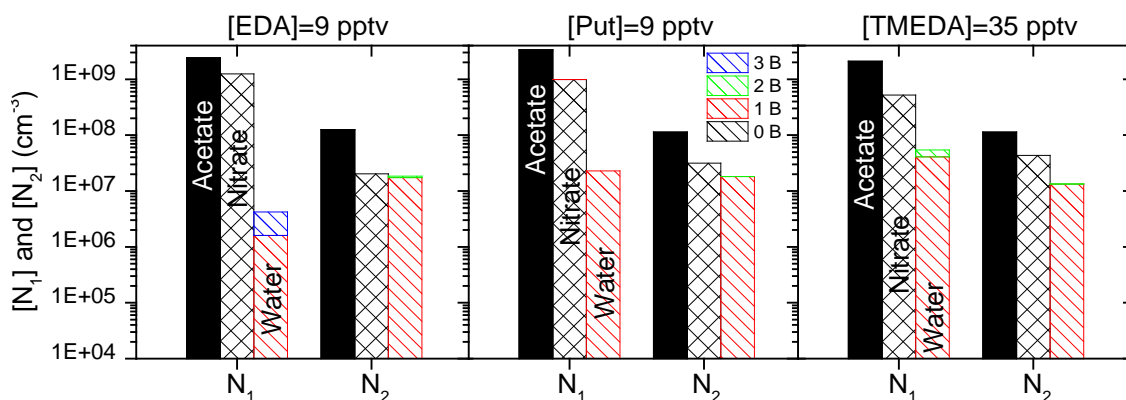 [EDA]=9 pptv
[Put]=9 pptv
[TMEDA]=35 pptv
[N₁] and [N₂] (cm⁻³)
1E+09
1E+08
1E+07
1E+06
1E+05
1E+04
Acetate
Nitrate
Water
Acetate
Nitrate
Water
3 B
2 B
1 B
0 B
Acetate
Nitrate
Water
N₁
N₂
N₁
N₂
N₁
N₂